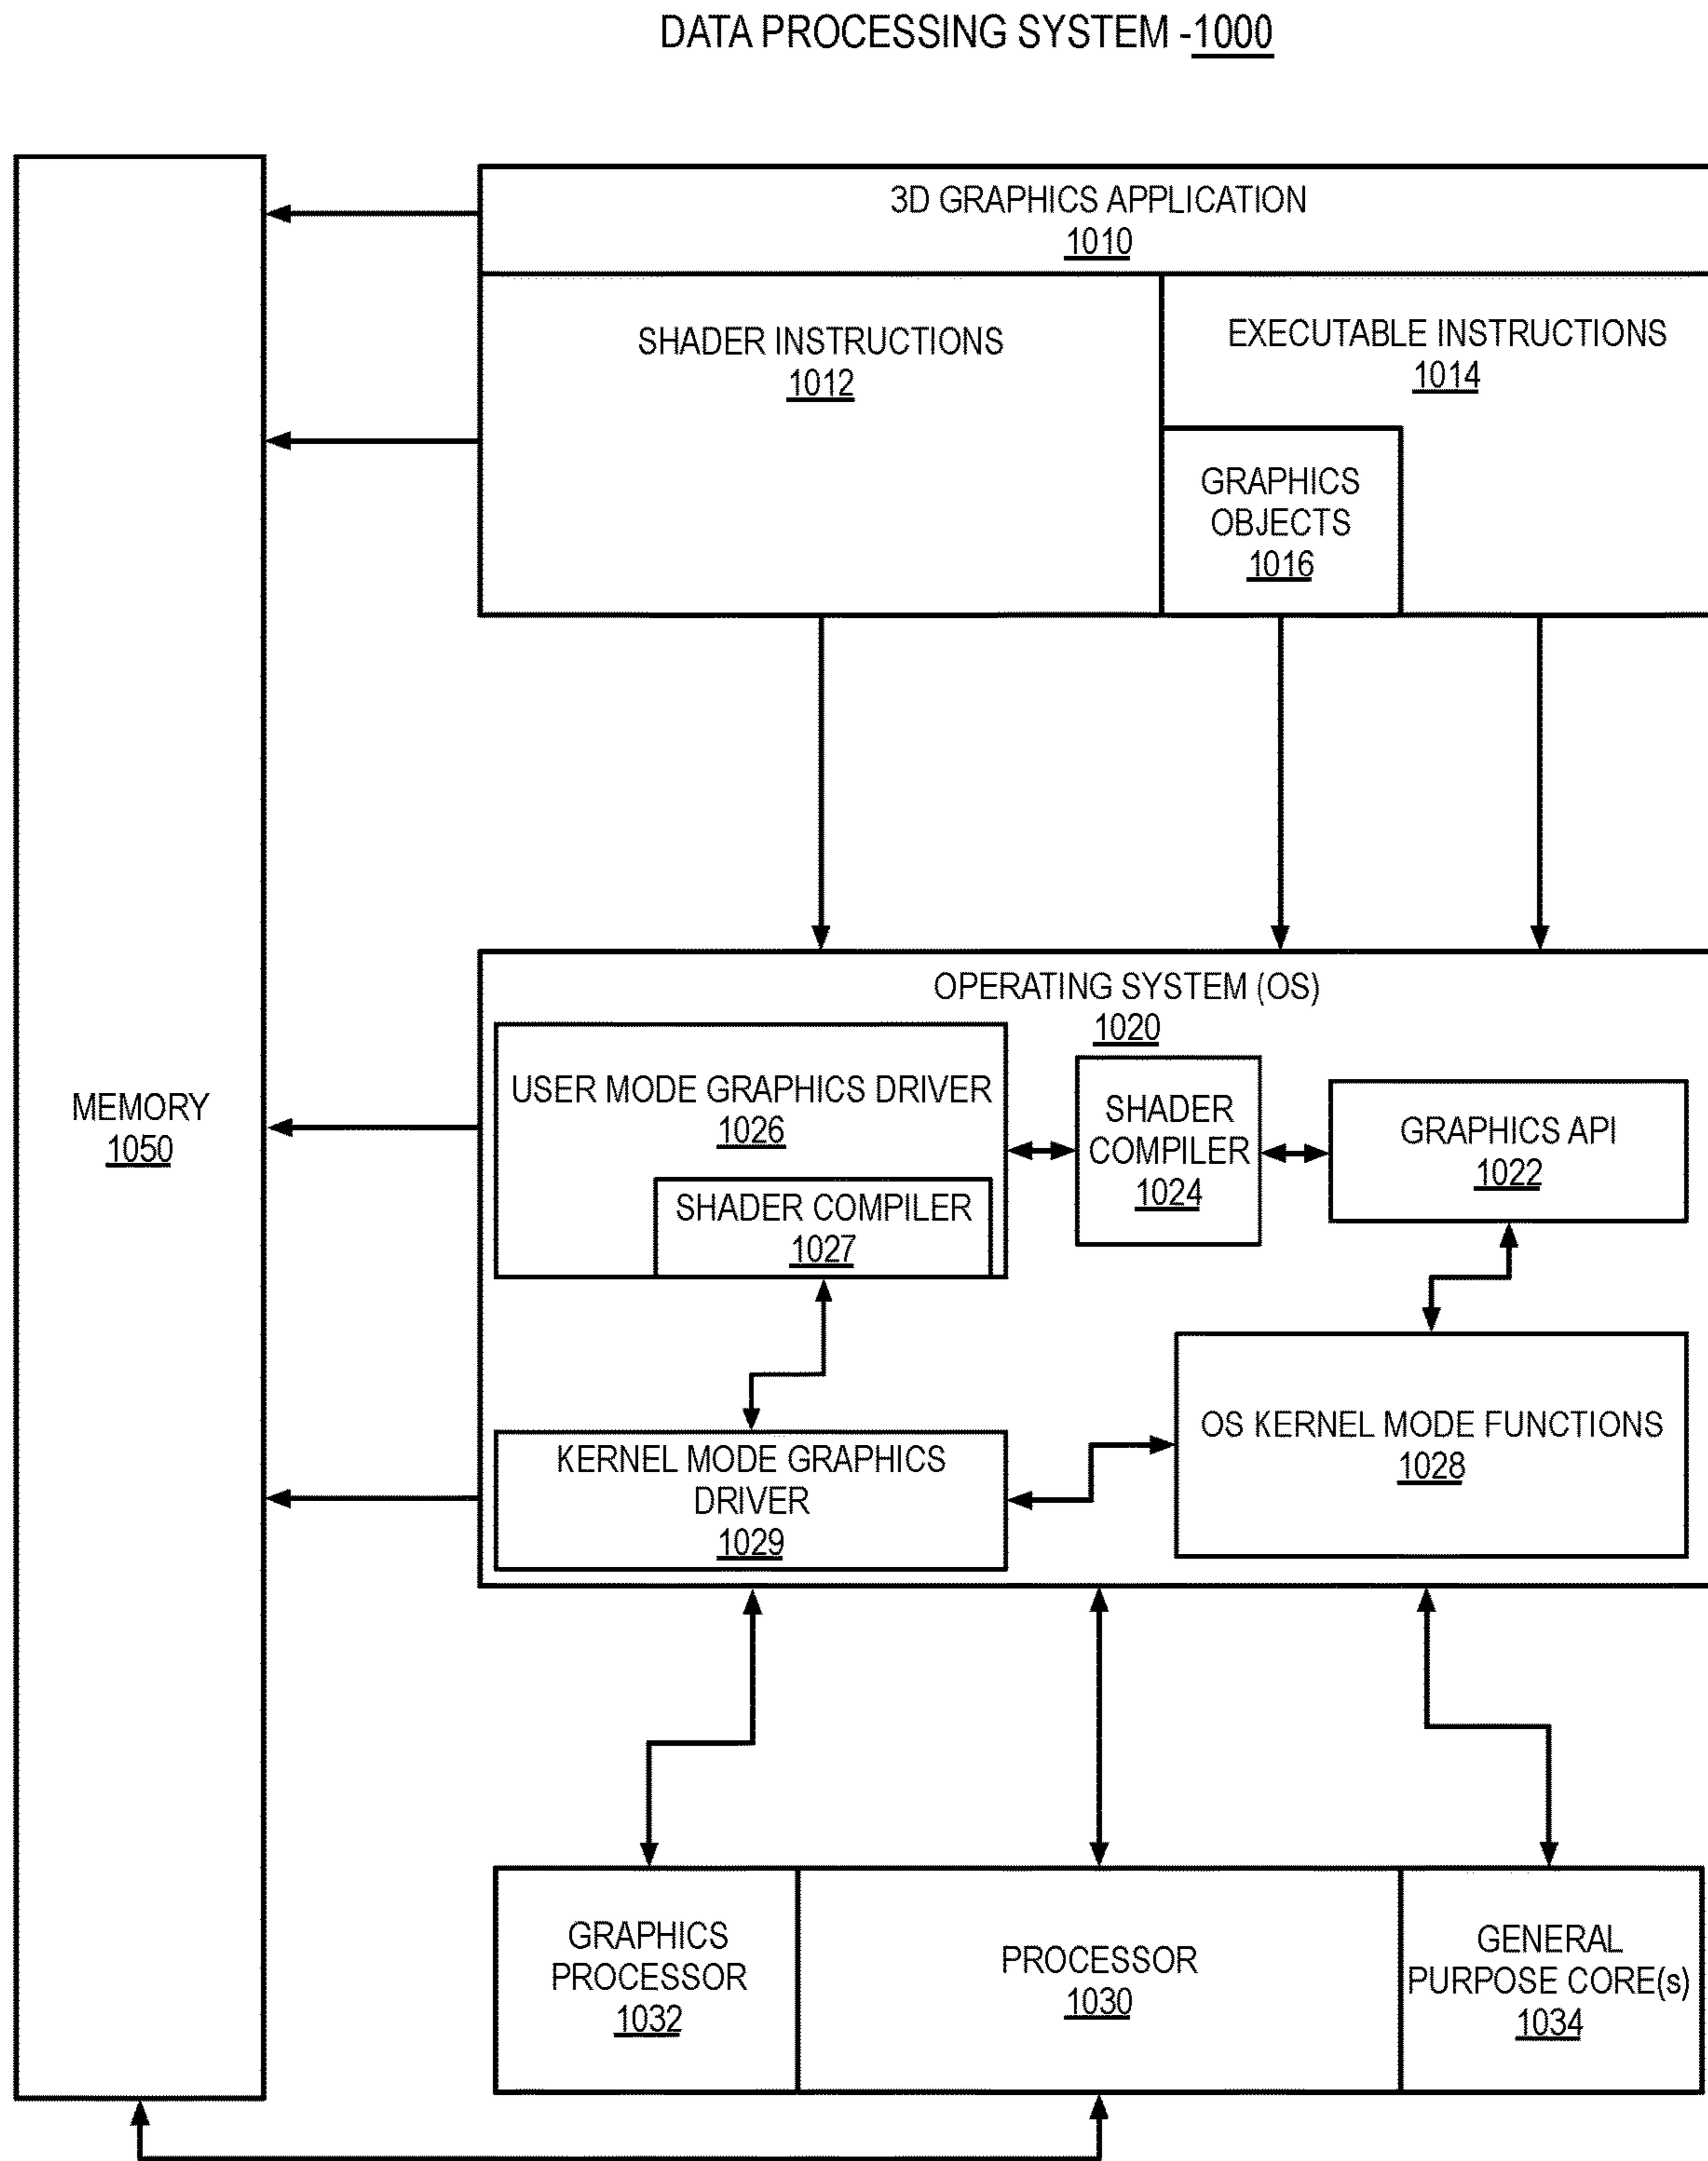 DATA PROCESSING SYSTEM -1000
3D GRAPHICS APPLICATION
1010
SHADER INSTRUCTIONS
1012
EXECUTABLE INSTRUCTIONS
1014
GRAPHICS
OBJECTS
1016
OPERATING SYSTEM (OS)
1020
USER MODE GRAPHICS DRIVER
1026
SHADER COMPILER
1027
SHADER
COMPILER
1024
GRAPHICS API
1022
MEMORY
1050
KERNEL MODE GRAPHICS
DRIVER
1029
OS KERNEL MODE FUNCTIONS
1028
GRAPHICS
PROCESSOR
1032
PROCESSOR
1030
GENERAL
PURPOSE CORE(s)
1034